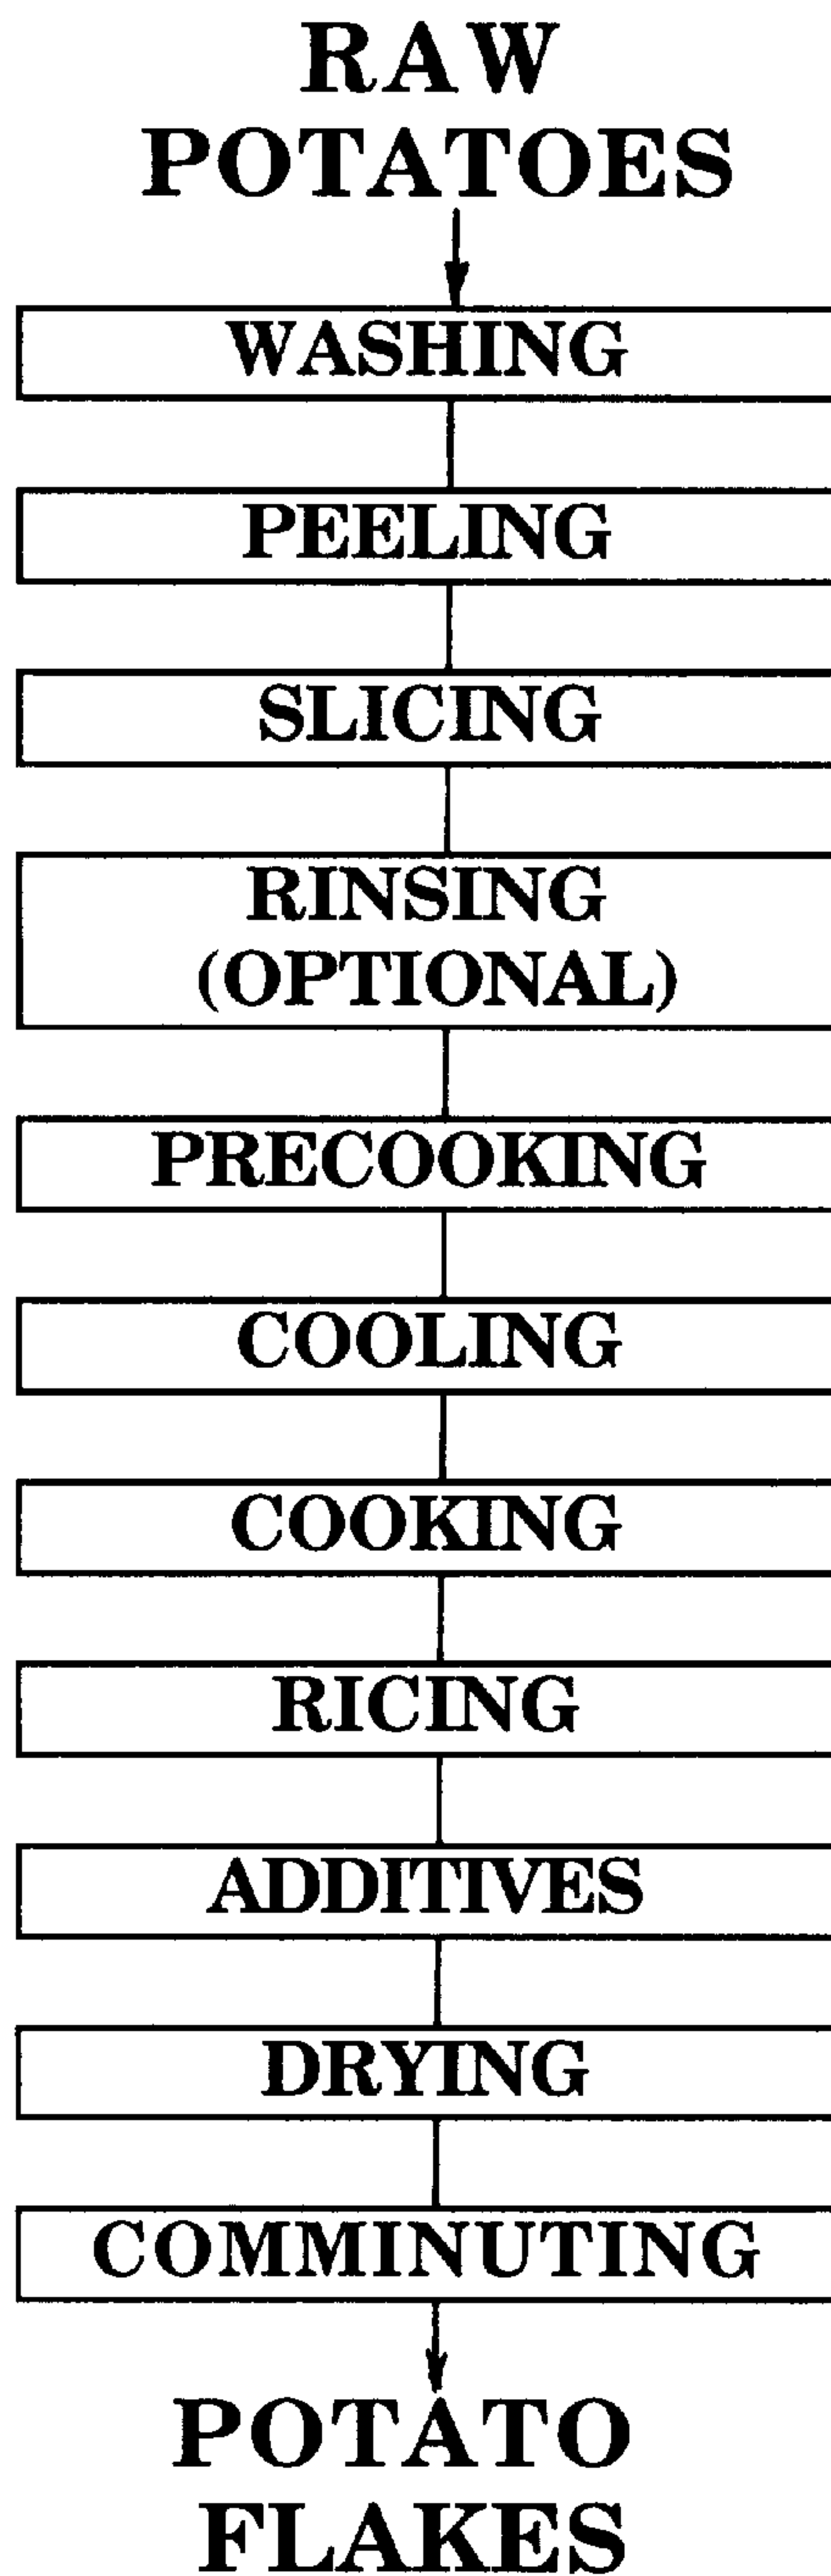 RAW
POTATOES
WASHING
PEELING
SLICING
RINSING
(OPTIONAL)
PRECOOKING
COOLING
COOKING
RICING
ADDITIVES
DRYING
COMMINUTING
POTATO
FLAKES